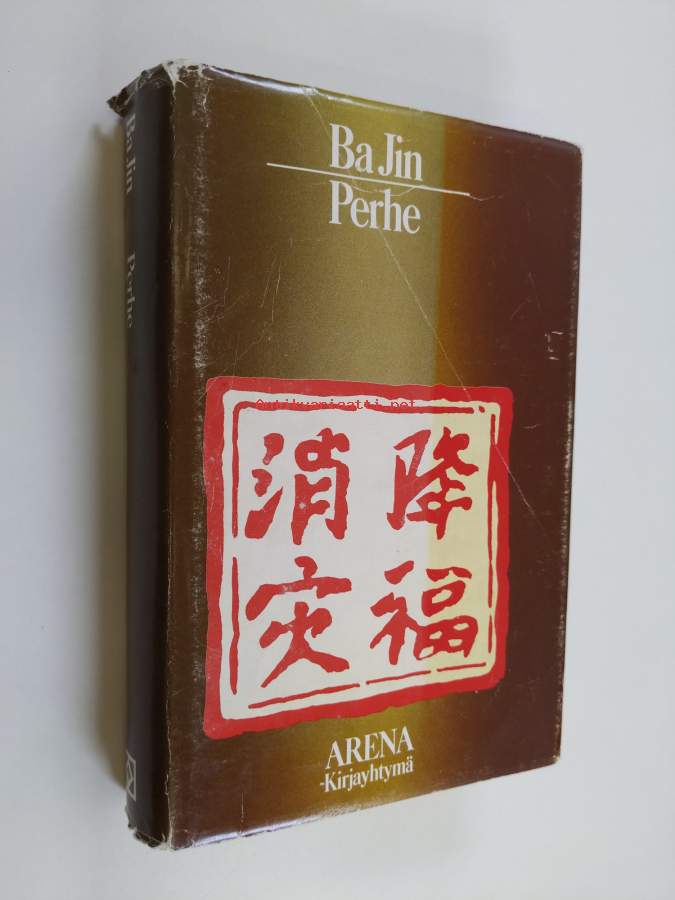 Ba Jin
Perhe
Ba Jin Perhe
Antikvariaatti.net
消降
灾福
ARENA
-Kirjayhtymä